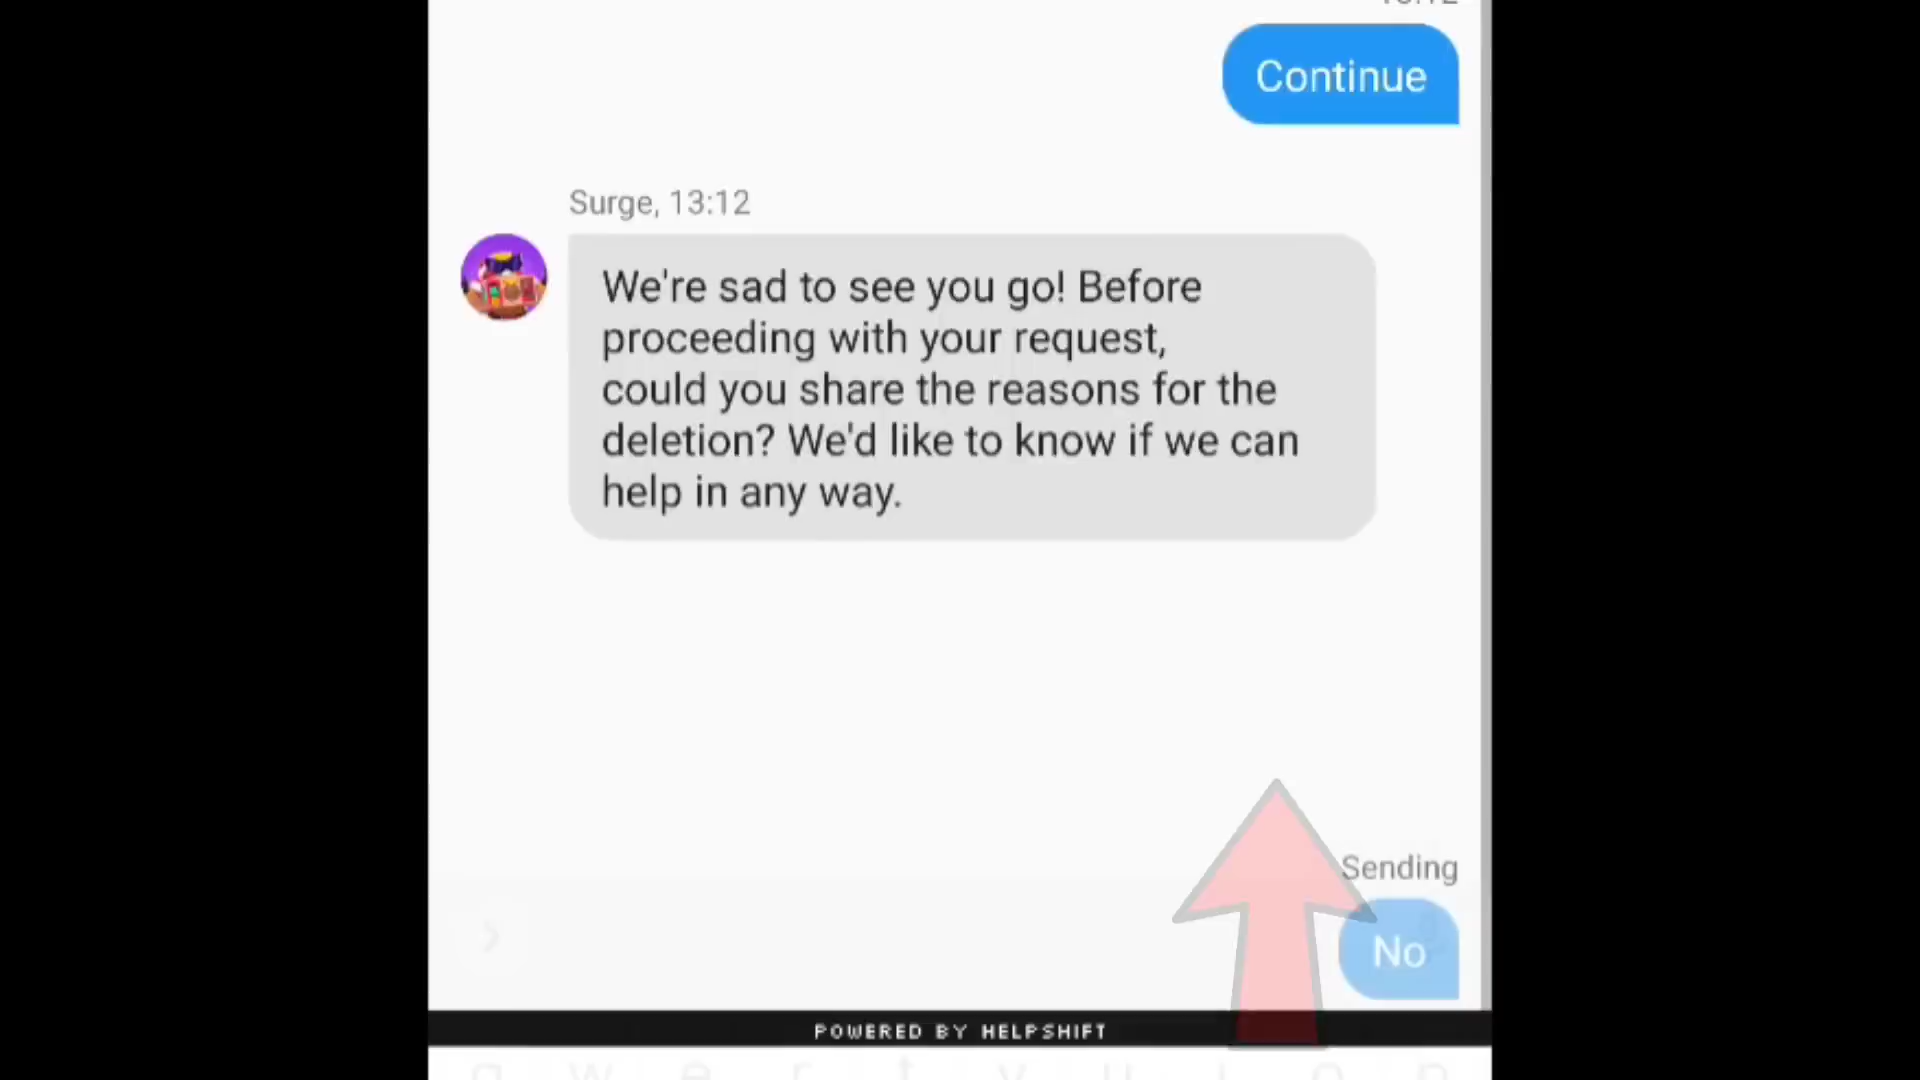 Continue
Surge, 13:12
We're sad to see you go! Before
proceeding with your request,
could you share the reasons for the
deletion? We'd like to know if we can
help in any way.
Sending
No
POWERED BY HELPSHIFT